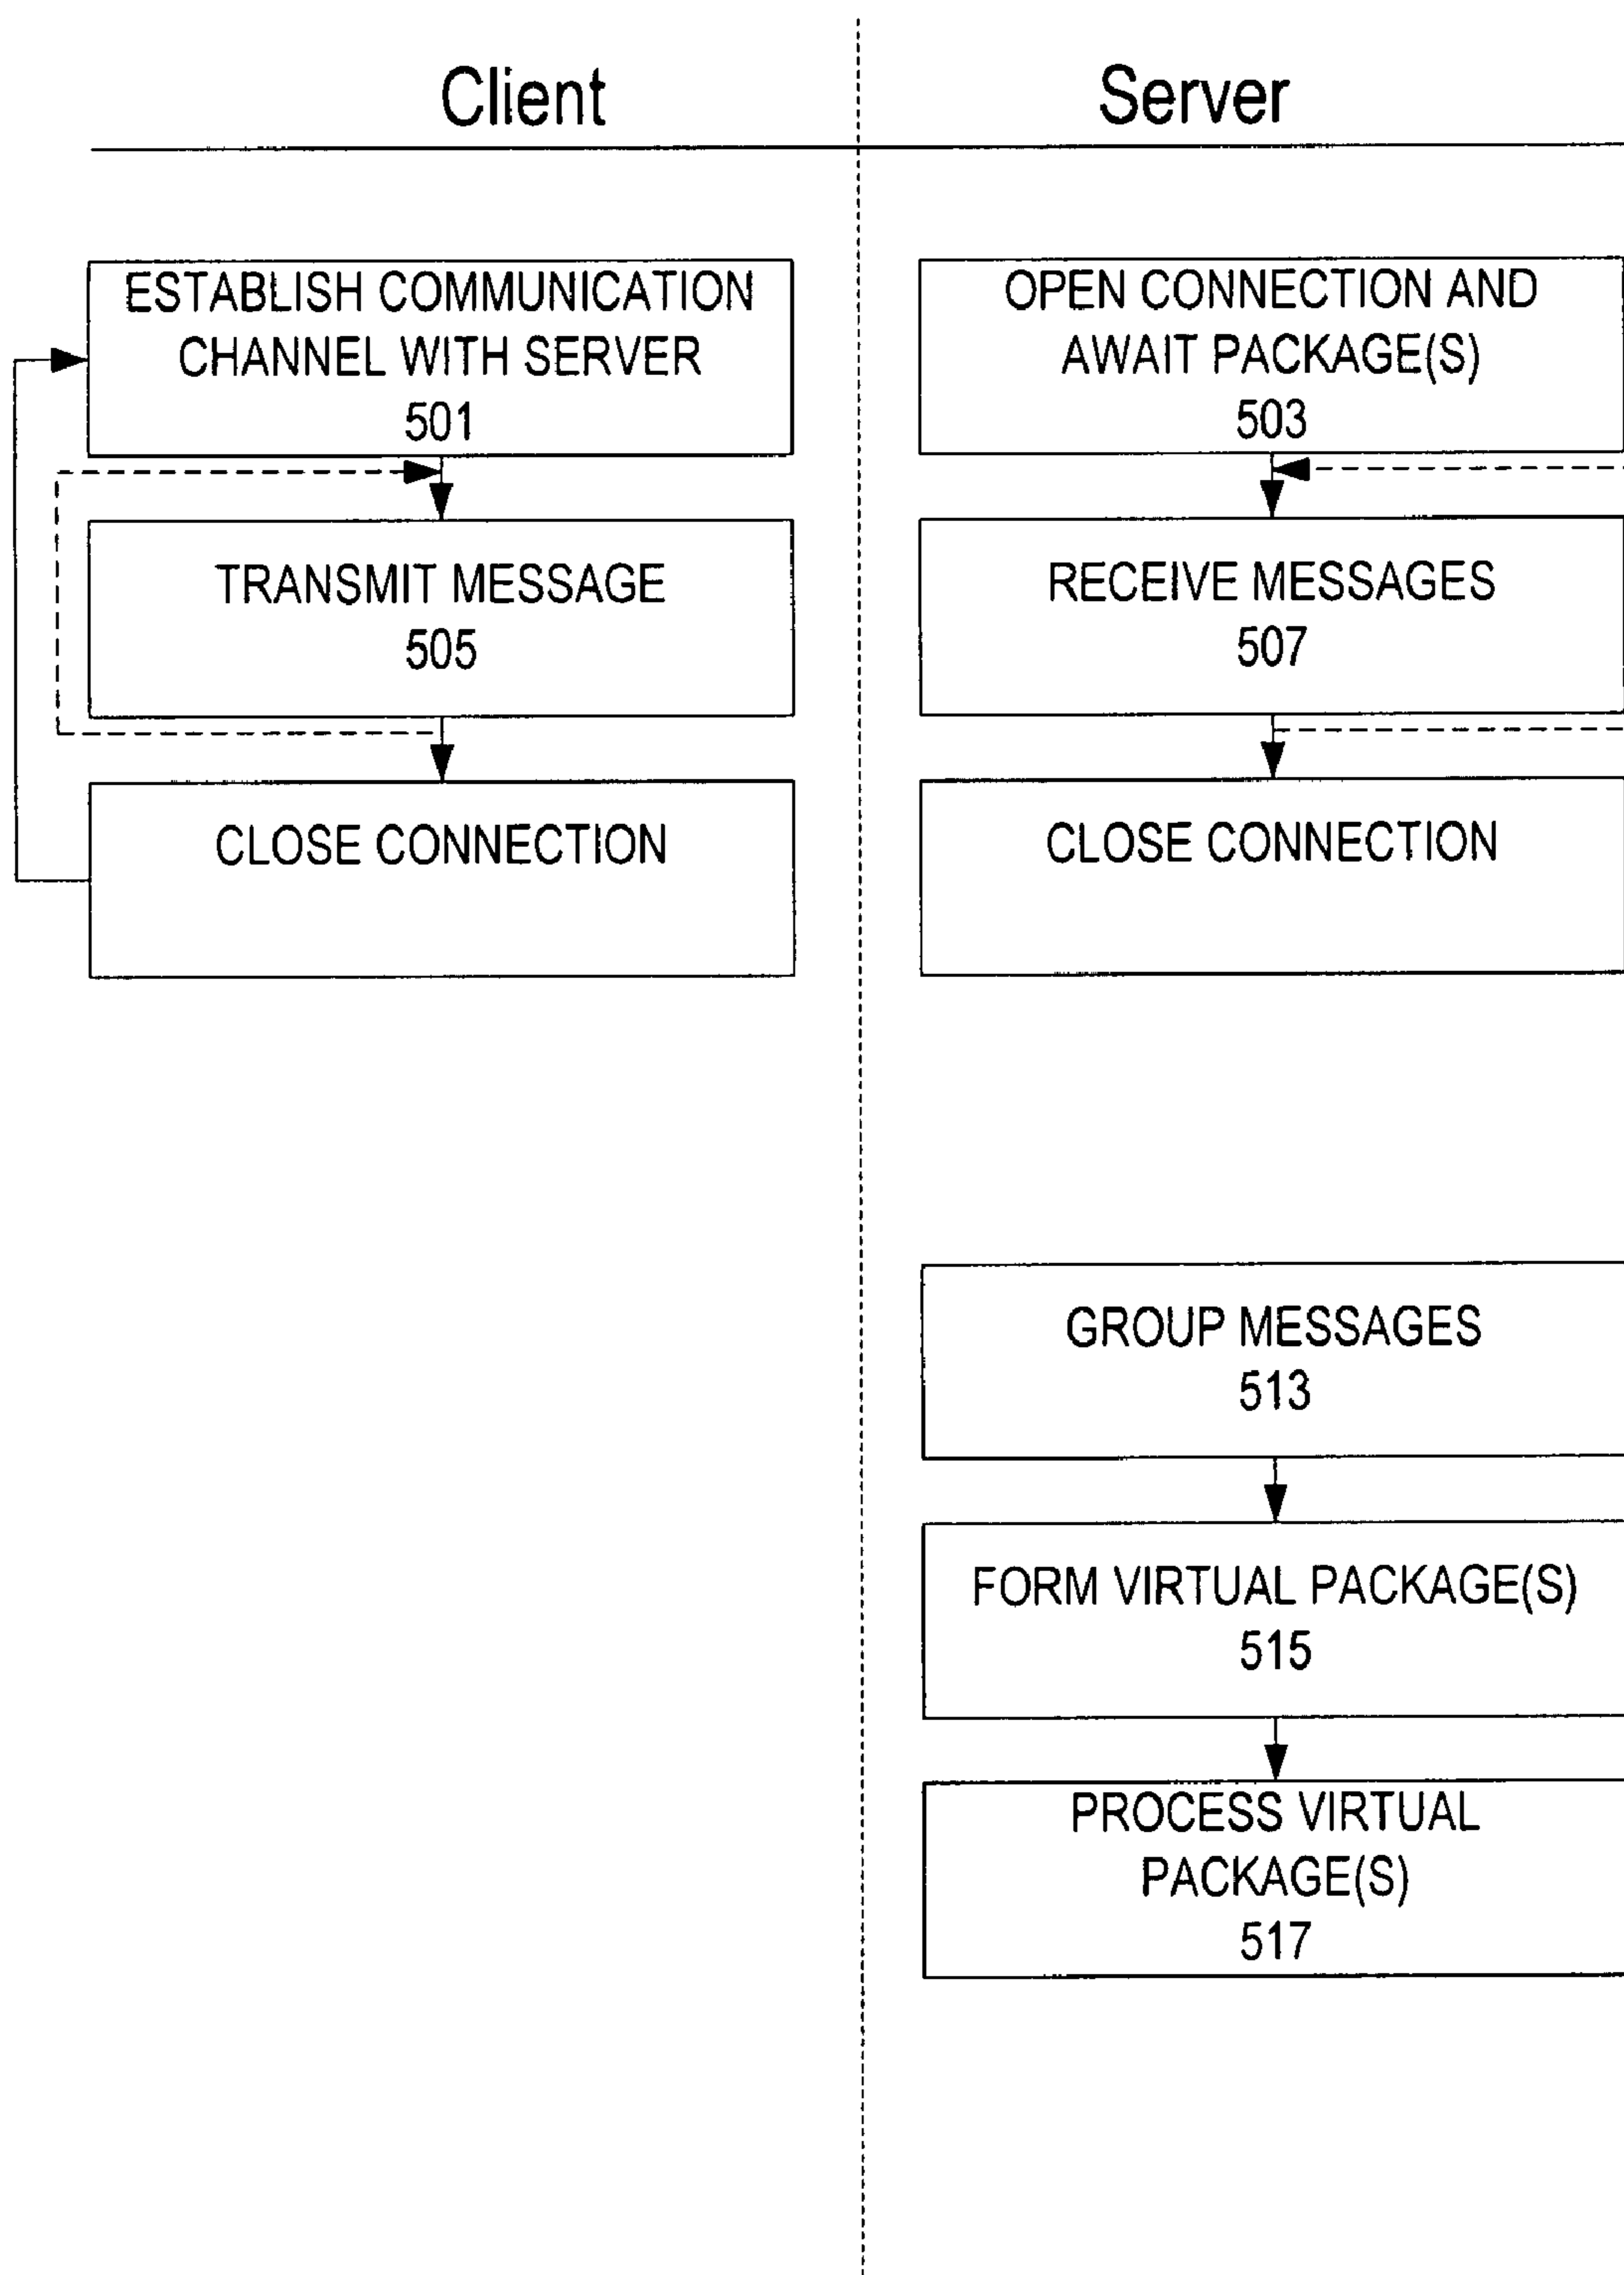 Client
Server
ESTABLISH COMMUNICATION
CHANNEL WITH SERVER
501
OPEN CONNECTION AND
AWAIT PACKAGE(S)
503
TRANSMIT MESSAGE
505
RECEIVE MESSAGES
507
CLOSE CONNECTION
CLOSE CONNECTION
GROUP MESSAGES
513
FORM VIRTUAL PACKAGE(S)
515
PROCESS VIRTUAL
PACKAGE(S)
517